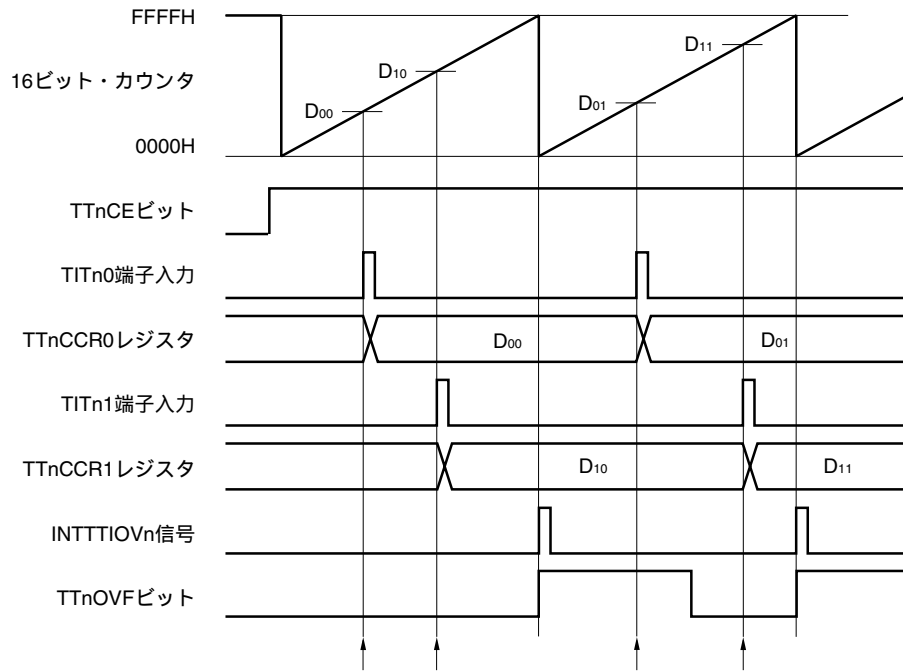 FFFFH
16ビット・カウンタ
0000H
D00
D10
D01
D11
TTnCEビット
TITn0端子入力
TTnCCR0レジスタ
D00
D01
TITn1端子入力
TTnCCR1レジスタ
D10
D11
INTTTIOVn信号
TTnOVFビット